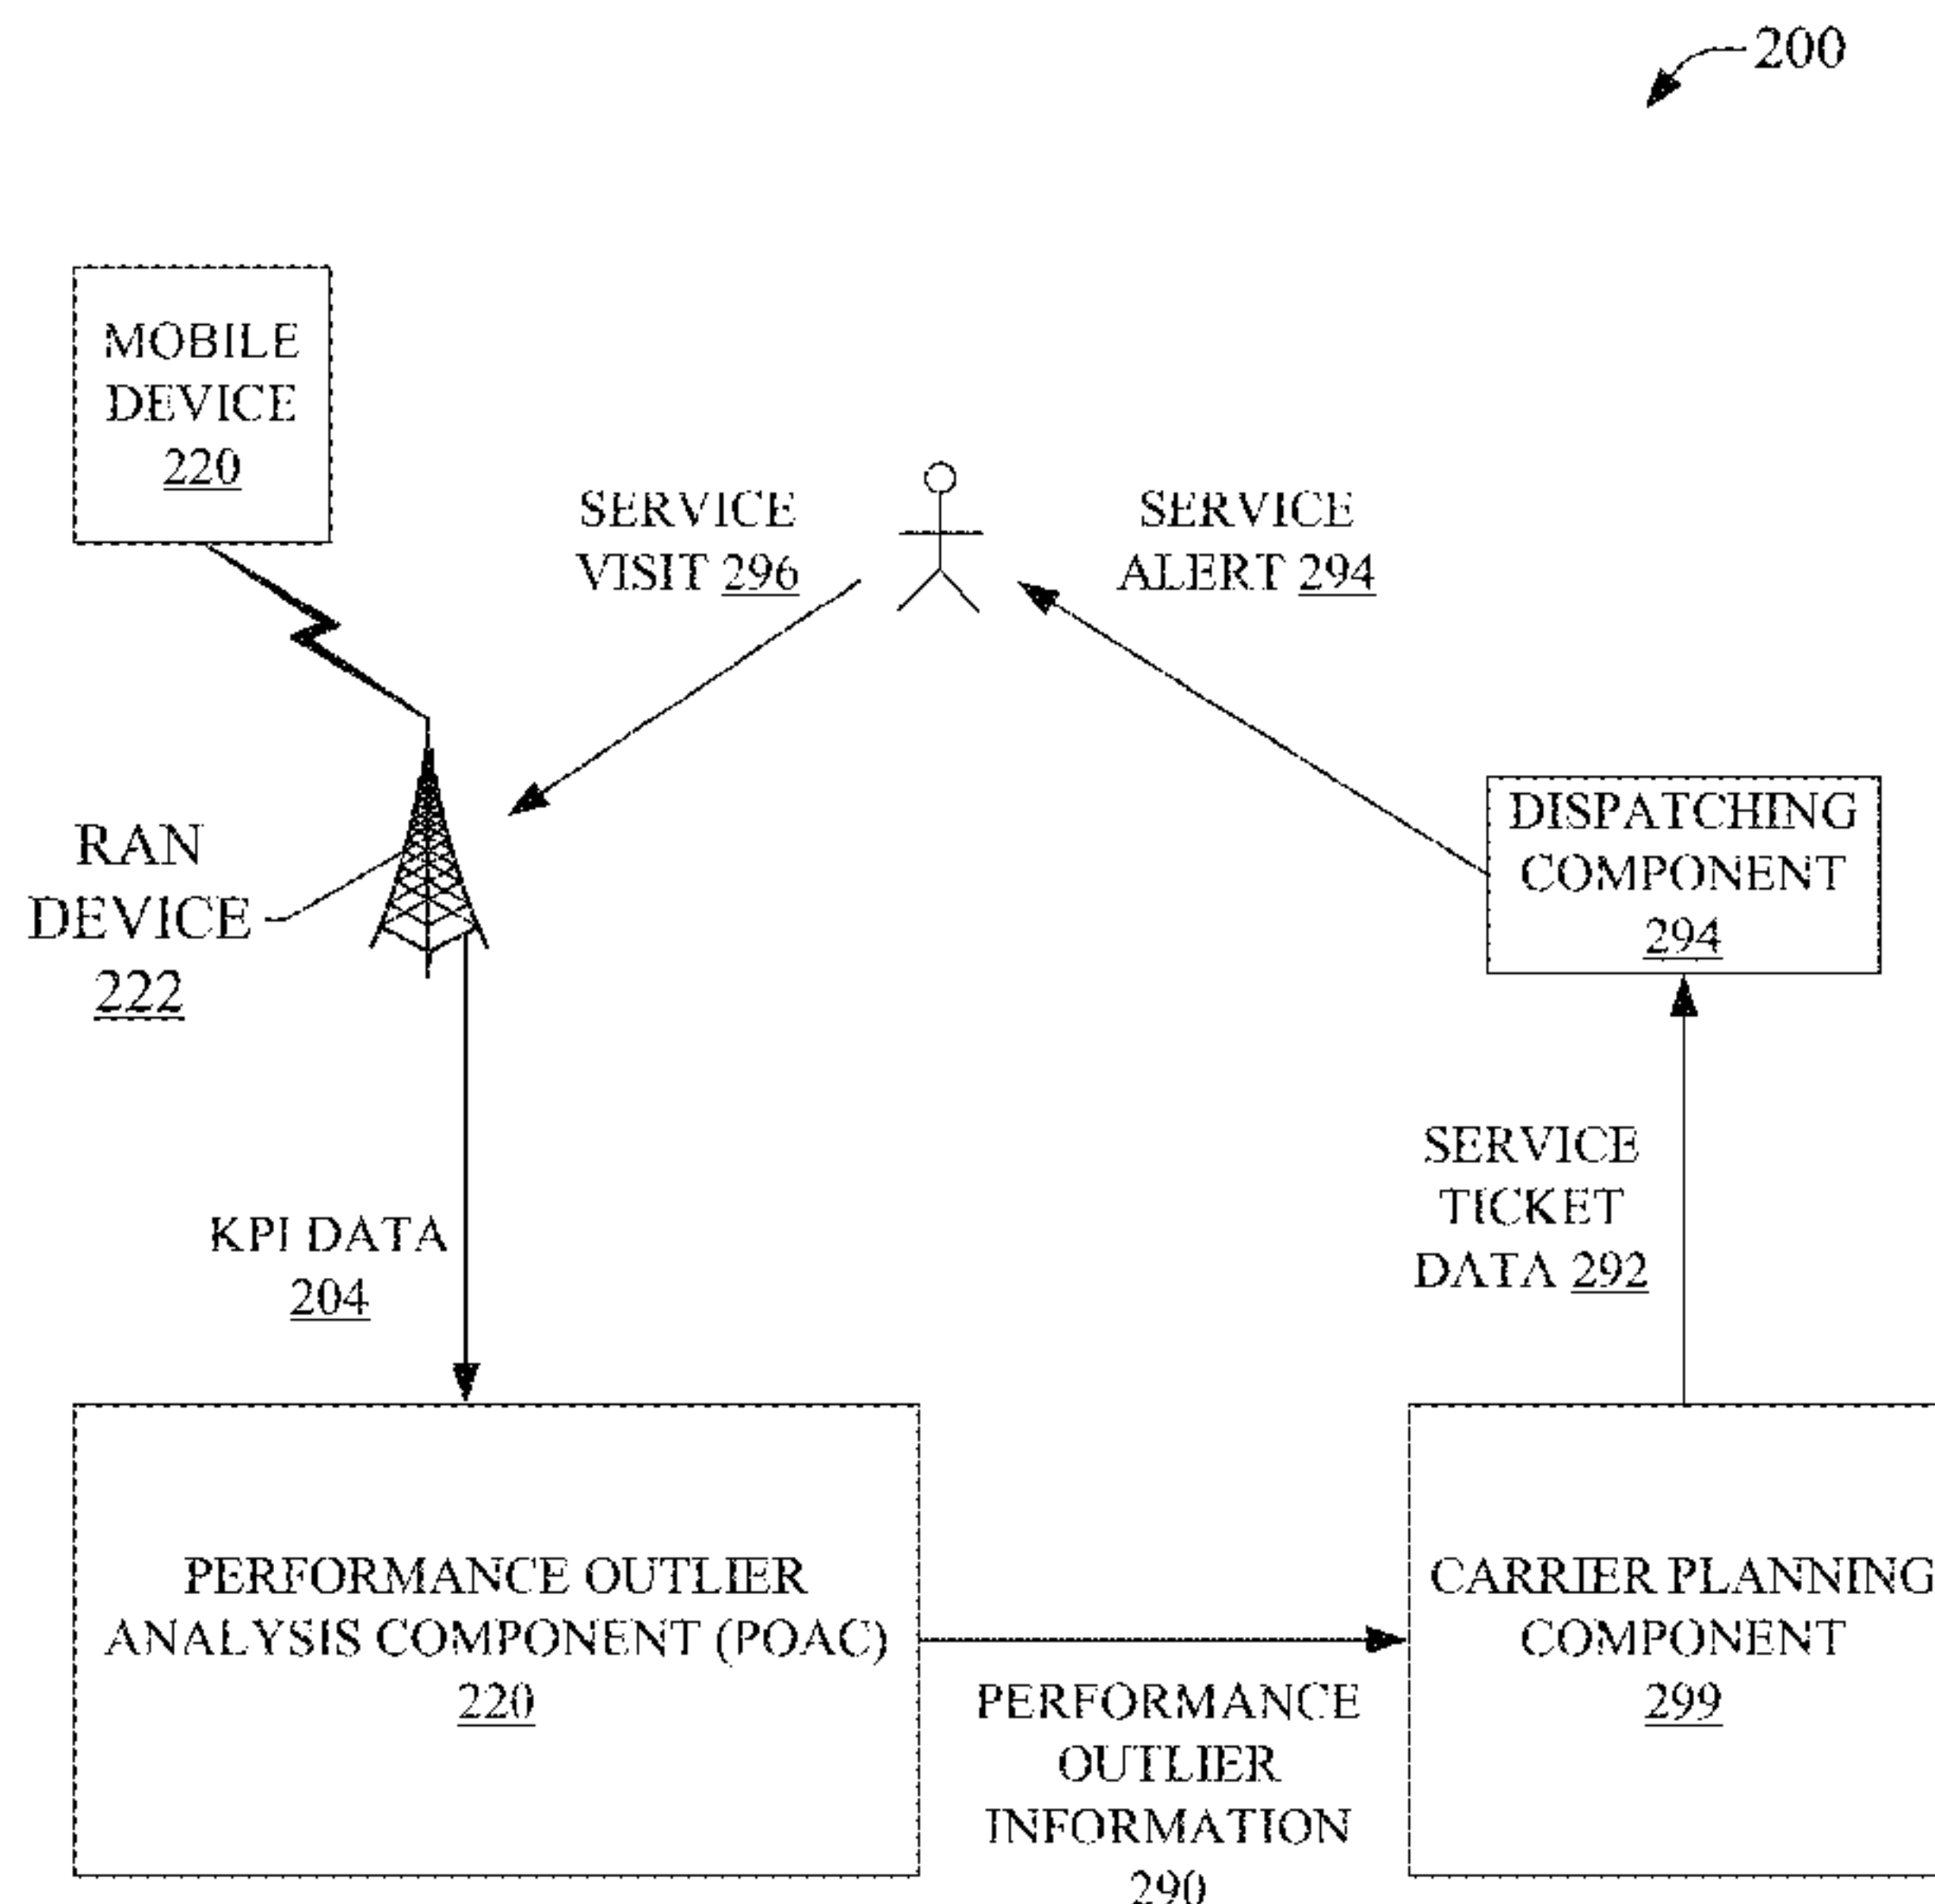 200
MOBILE
DEVICE
220
SERVICE
VISIT 296
SERVICE
ALERT 294
RAN
DEVICE
222
DISPATCHING
COMPONENT
294
KPI DATA
204
SERVICE
TICKET
DATA 292
PERFORMANCE OUTLIER
ANALYSIS COMPONENT (POAC)
220
PERFORMANCE
OUTLIER
INFORMATION
290
CARRIER PLANNING
COMPONENT
299